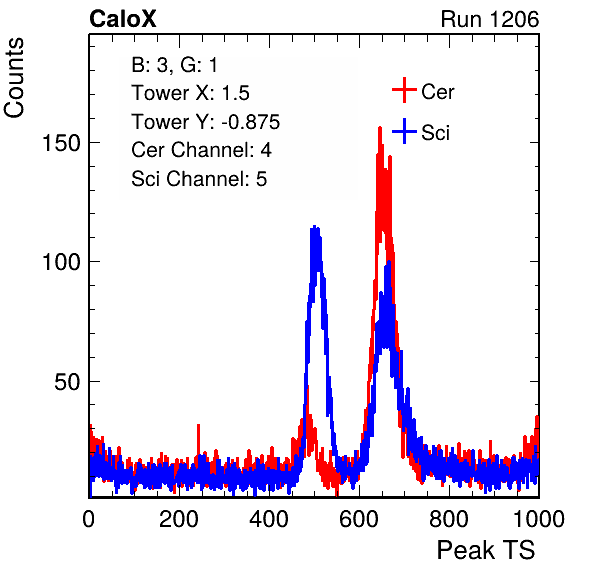 CaloX Run 1206
Counts
B: 3, G: 1
Tower X: 1.5
Tower Y: -0.875
Cer Channel: 4
Sci Channel: 5
Cer
Sci
150
100
50
0 200 400 600 800 1000
Peak TS